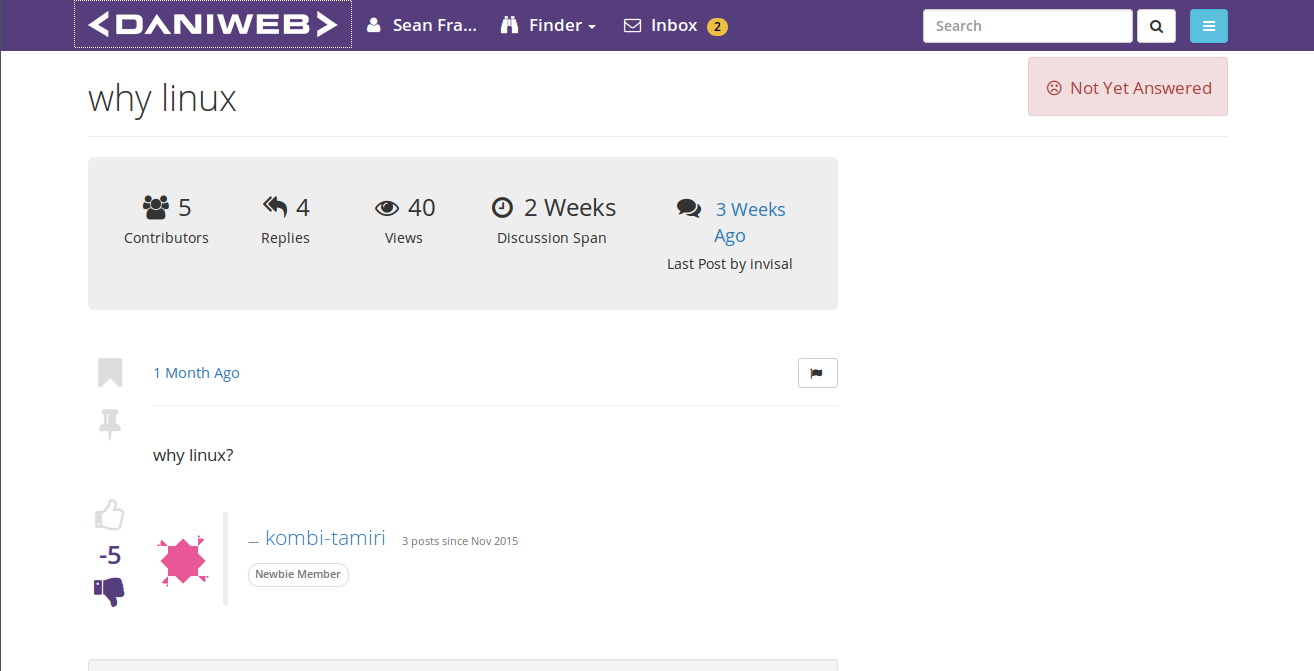 <DANIWEB> Sean Fra... Finder Inbox 2 Search
why linux
Not Yet Answered
5 4 40 2 Weeks 3 Weeks
Ago
Contributors Replies Views Discussion Span
Last Post by invisal
1 Month Ago
why linux?
-5
— kombi-tamiri 3 posts since Nov 2015
Newbie Member